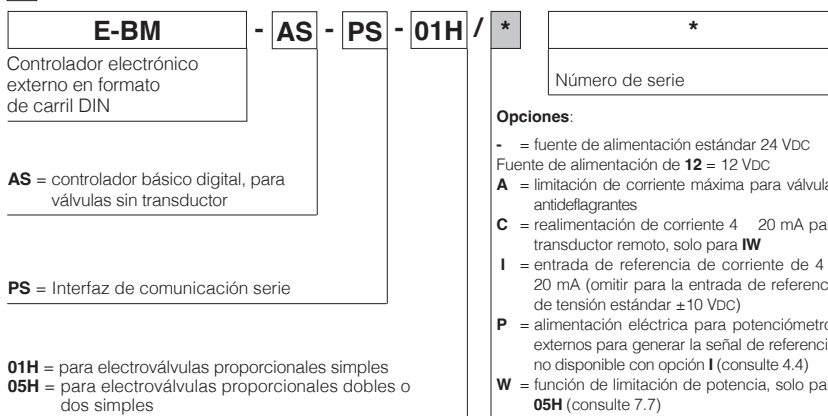 E-BM - AS - PS - 01H / * *
Controlador electrónico
externo en formato
de carril DIN
Número de serie
AS = controlador básico digital, para
válvulas sin transductor
PS = Interfaz de comunicación serie
01H = para electroválvulas proporcionales simples
05H = para electroválvulas proporcionales dobles o
dos simples
Opciones:
- = fuente de alimentación estándar 24 VDC
Fuente de alimentación de 12 = 12 VDC
A = limitación de corriente máxima para
antideflagrantes
C = realimentación de corriente 4 20 mA
transductor remoto, solo para IW
I = entrada de referencia de corriente de 4
20 mA (omitir para la entrada de
de tensión estándar ±10 VDC)
P = alimentación eléctrica para
externos para generar la señal de
no disponible con opción I (consulte 4.4)
W = función de limitación de potencia, solo
05H (consulte 7.7)